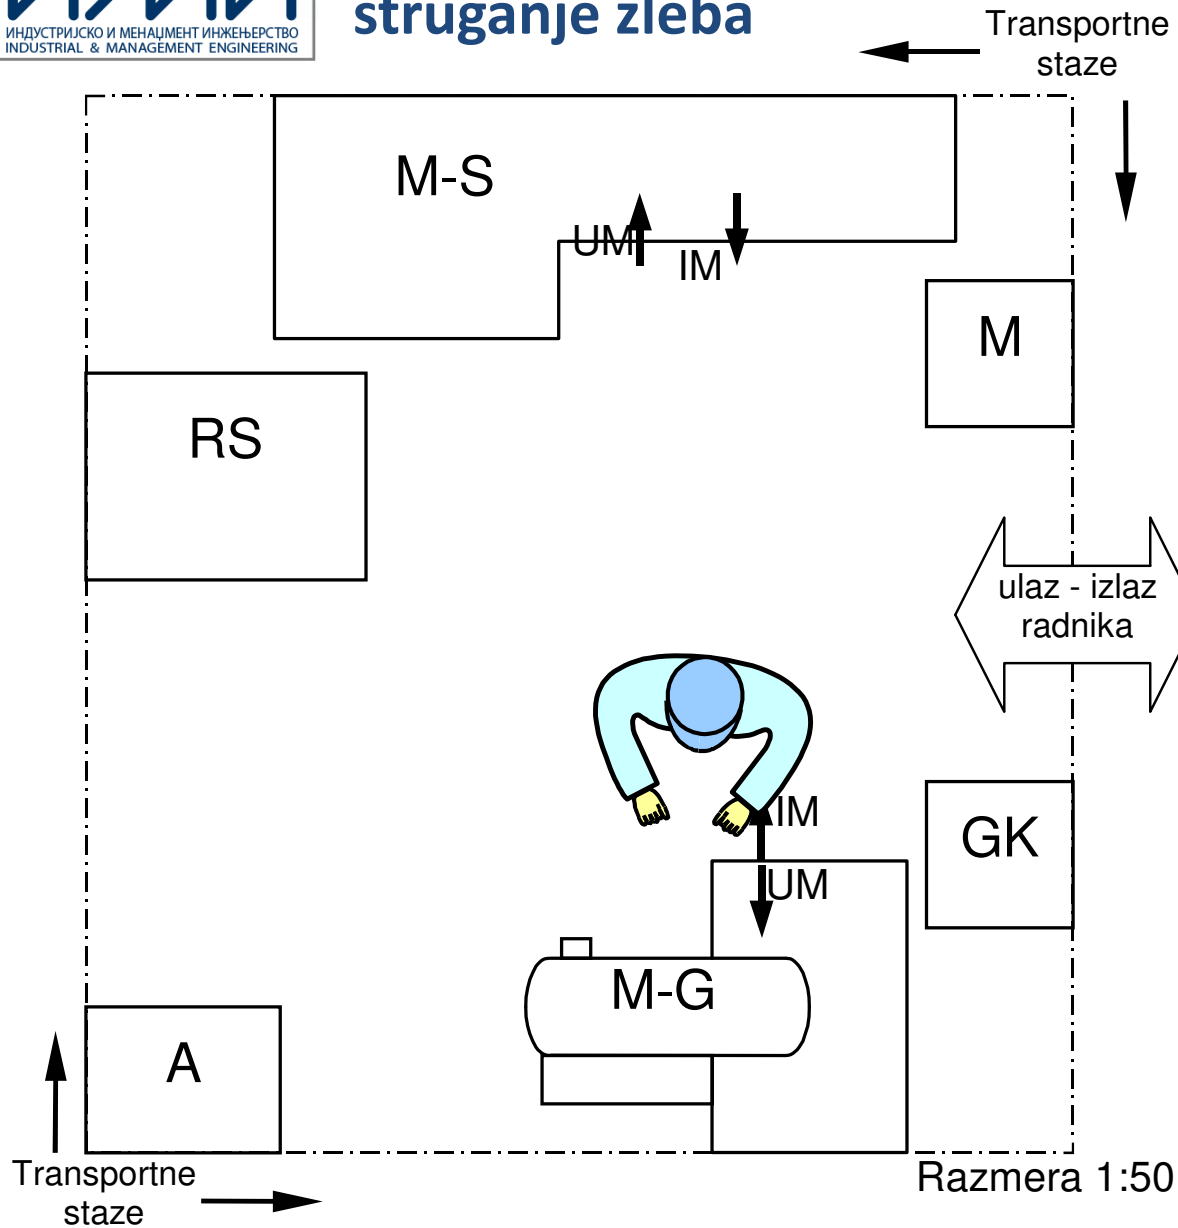 ИНДУСТРИЈСКО И МЕНАЏМЕНТ ИНЖЕЊЕРСТВО
INDUSTRIAL & MANAGEMENT ENGINEERING
struganje zleba
Transportne
staze
M-S
UM
IM
M
RS
ulaz - izlaz
radnika
IM
GK
UM
M-G
A
Transportne
staze
Razmera 1:50